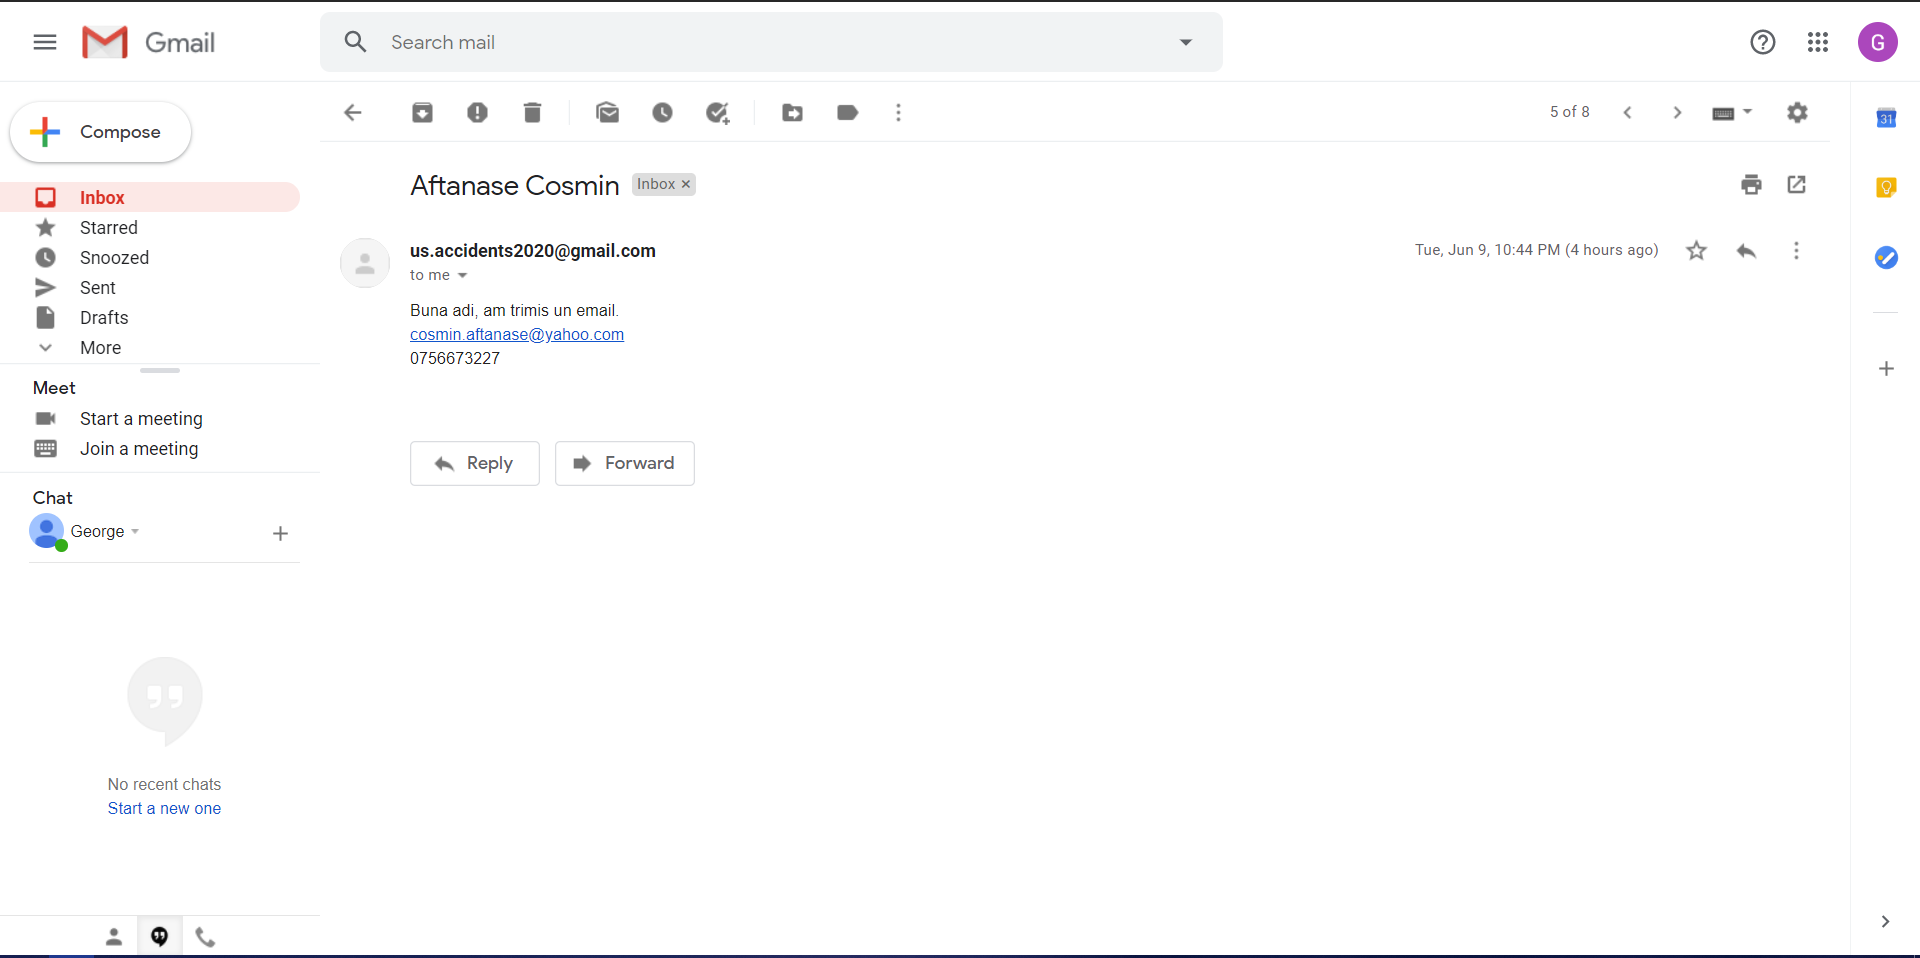 Gmail
Search mail
G
Compose
5 of 8
31
Inbox
Starred
Snoozed
Sent
Drafts
More
Aftanase Cosmin
Inbox ×
us.accidents2020@gmail.com
Tue, Jun 9, 10:44 PM (4 hours ago)
to me
Buna adi, am trimis un email.
cosmin.aftanase@yahoo.com
0756673227
Reply
Forward
Meet
Start a meeting
Join a meeting
Chat
George
No recent chats
Start a new one